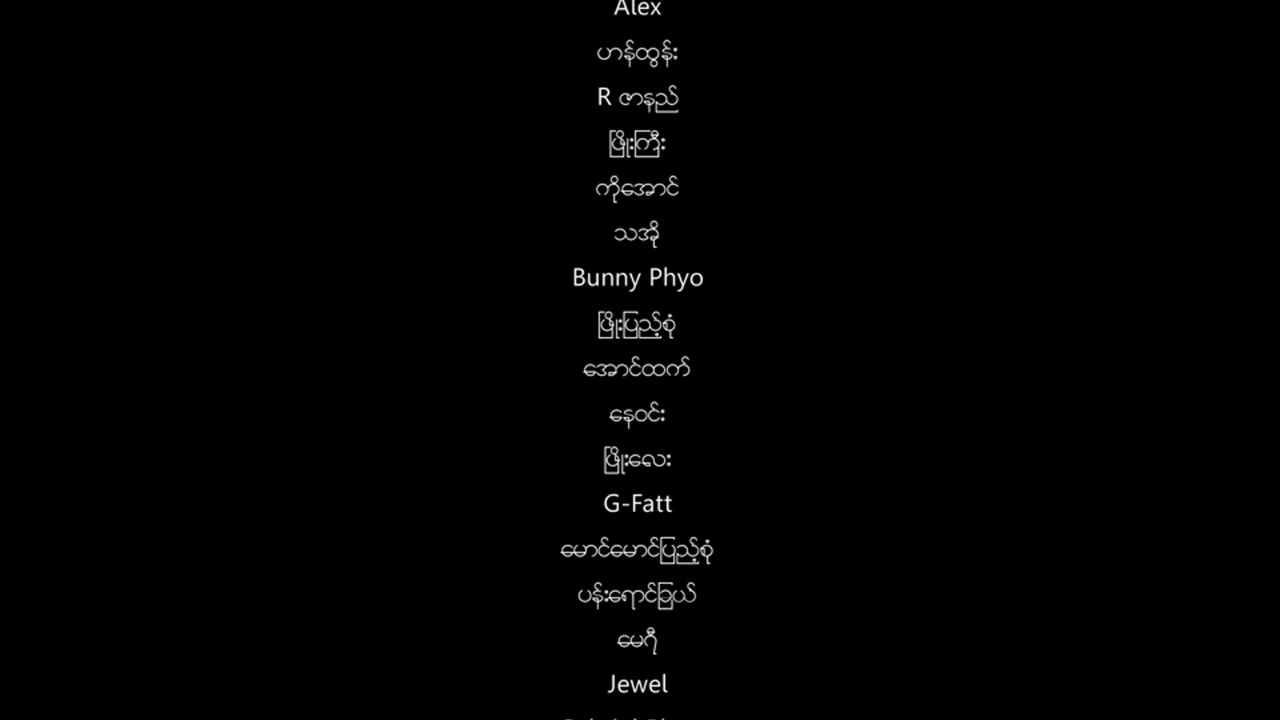 Alex
ဟန်ထွန်း
R ဇာနည်
ဖြိုးကြီး
ကိုအောင်
သအို
Bunny Phyo
ဖြိုးပြည့်စုံ
အောင်ထက်
နေဝင်း
ဖြိုးလေး
G-Fatt
မောင်မောင်ပြည့်စုံ
ပန်းရောင်ခြယ်
မေဂီ
Jewel